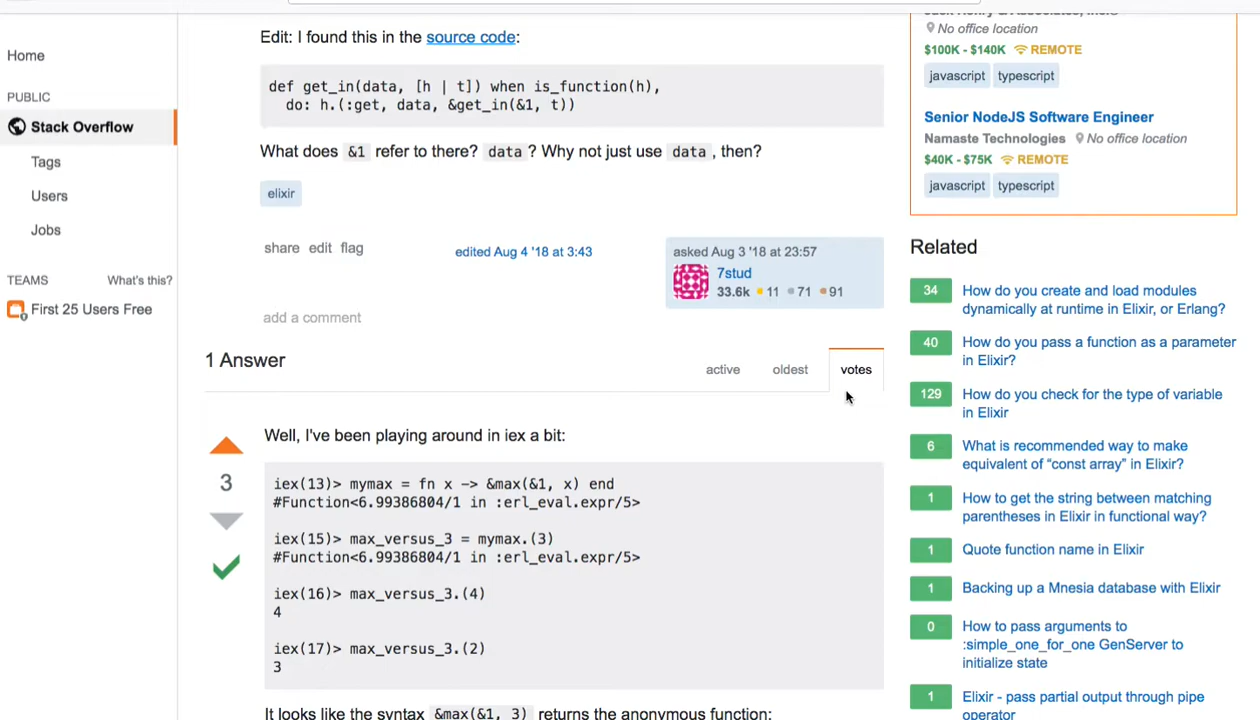 Home
PUBLIC
Stack Overflow
Tags
Users
Jobs
TEAMS What's this?
First 25 Users Free
Edit: I found this in the source code:
def get_in(data, [h | t]) when is_function(h),
do: h.(:get, data, &get_in(&1, t))
What does &1 refer to there? data ? Why not just use data , then?
elixir
share edit flag
edited Aug 4 '18 at 3:43
asked Aug 3 '18 at 23:57
7stud
33.6k 11 71 91
add a comment
1 Answer
active oldest votes
3
Well, I've been playing around in iex a bit:
iex(13)> mymax = fn x -> &max(&1, x) end
#Function<6.99386804/1 in :erl_eval.expr/5>
iex(15)> max_versus_3 = mymax.(3)
#Function<6.99386804/1 in :erl_eval.expr/5>
iex(16)> max_versus_3.(4)
4
iex(17)> max_versus_3.(2)
3
It looks like the syntax &max(&1, 3) returns the anonymous function:
No office location
$100K - $140K REMOTE
javascript typescript
Senior NodeJS Software Engineer
Namaste Technologies No office location
$40K - $75K REMOTE
javascript typescript
Related
34 How do you create and load modules
dynamically at runtime in Elixir, or Erlang?
40 How do you pass a function as a parameter
in Elixir?
129 How do you check for the type of variable
in Elixir
6 What is recommended way to make
equivalent of “const array” in Elixir?
1 How to get the string between matching
parentheses in Elixir in functional way?
1 Quote function name in Elixir
1 Backing up a Mnesia database with Elixir
0 How to pass arguments to
:simple_one_for_one GenServer to
initialize state
1 Elixir - pass partial output through pipe
operator